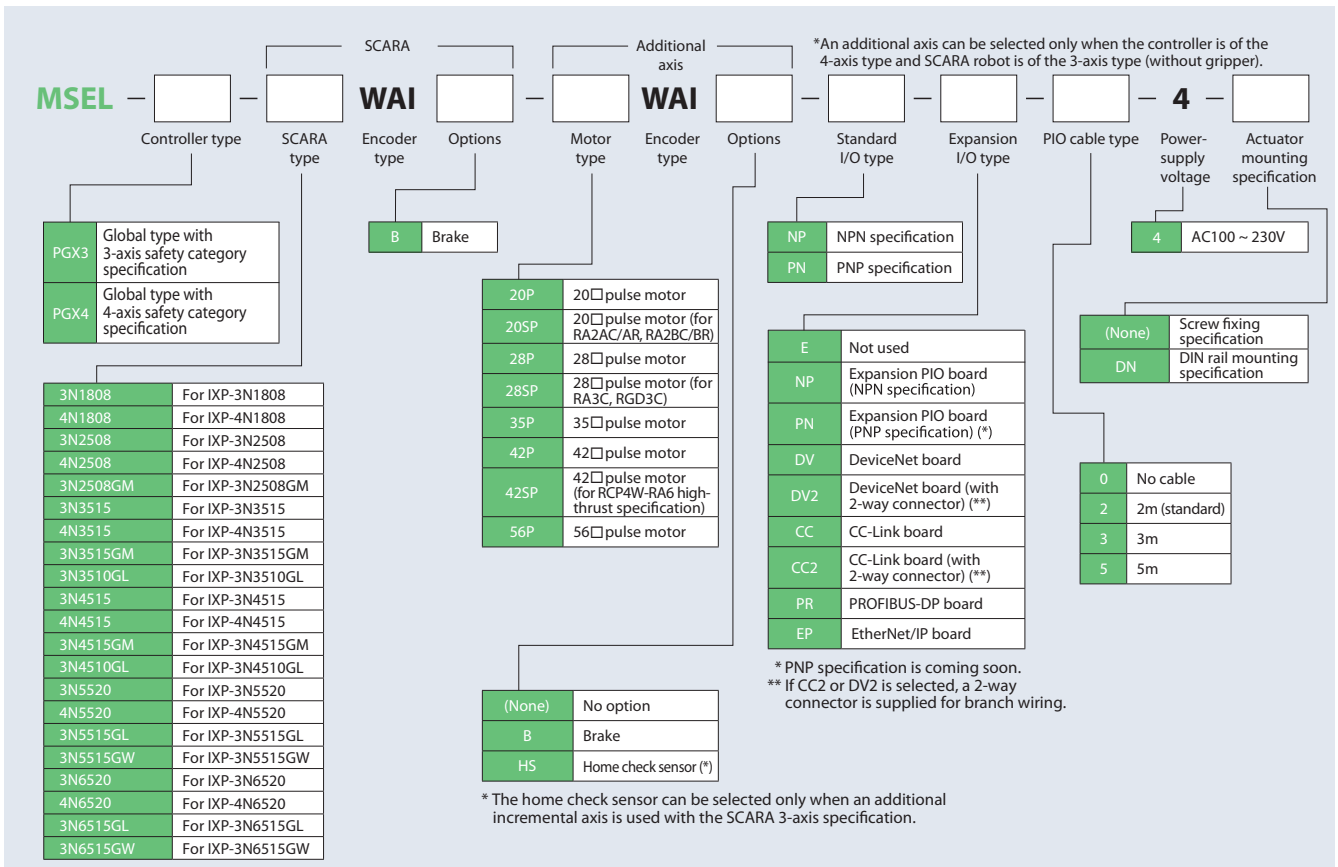 SCARA
Additional
axis
*An additional axis can be selected only when the controller is of the
4-axis type and SCARA robot is of the 3-axis type (without gripper).
MSEL – – WAI – WAI – – – – 4 –
Controller type
SCARA
type
Encoder
type
Options
Motor
type
Encoder
type
Options
Standard
I/O type
Expansion
I/O type
PIO cable type
Power-
supply
voltage
Actuator
mounting
specification
PGX3 Global type with
3-axis safety category
specification
PGX4 Global type with
4-axis safety category
specification
3N1808 For IXP-3N1808
4N1808 For IXP-4N1808
3N2508 For IXP-3N2508
4N2508 For IXP-4N2508
3N2508GM For IXP-3N2508GM
3N3515 For IXP-3N3515
4N3515 For IXP-4N3515
3N3515GM For IXP-3N3515GM
3N3510GL For IXP-3N3510GL
3N4515 For IXP-3N4515
4N4515 For IXP-4N4515
3N4515GM For IXP-3N4515GM
3N4510GL For IXP-3N4510GL
3N5520 For IXP-3N5520
4N5520 For IXP-4N5520
3N5515GL For IXP-3N5515GL
3N5515GW For IXP-3N5515GW
3N6520 For IXP-3N6520
4N6520 For IXP-4N6520
3N6515GL For IXP-3N6515GL
3N6515GW For IXP-3N6515GW
B Brake
20P 20□ pulse motor
20SP 20□ pulse motor (for
RA2AC/AR, RA2BC/BR)
28P 28□ pulse motor
28SP 28□ pulse motor (for
RA3C, RGD3C)
35P 35□ pulse motor
42P 42□ pulse motor
42SP 42□ pulse motor
(for RCP4W-RA6 high-
thrust specification)
56P 56□ pulse motor
(None) No option
B Brake
HS Home check sensor (*)
* The home check sensor can be selected only when an additional
incremental axis is used with the SCARA 3-axis specification.
NP NPN specification
PN PNP specification
E Not used
NP Expansion PIO board
(NPN specification)
PN Expansion PIO board
(PNP specification) (*)
DV DeviceNet board
DV2 DeviceNet board (with
2-way connector) (**)
CC CC-Link board
CC2 CC-Link board (with
2-way connector) (**)
PR PROFIBUS-DP board
EP EtherNet/IP board
* PNP specification is coming soon.
** If CC2 or DV2 is selected, a 2-way
connector is supplied for branch wiring.
4 AC100 ~ 230V
(None) Screw fixing
specification
DN DIN rail mounting
specification
0 No cable
2 2m (standard)
3 3m
5 5m